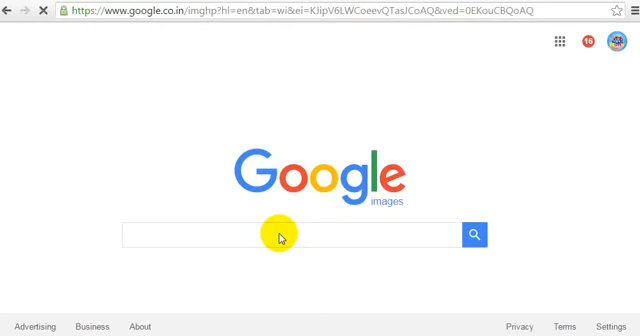 https://www.google.co.in/imghp?hl=en&tab=wi&ei=KJipV6LWCoeevQTasJCoAQ&ved=0EKouCBQoAQ
16
Google
images
Advertising Business About Privacy Terms Settings